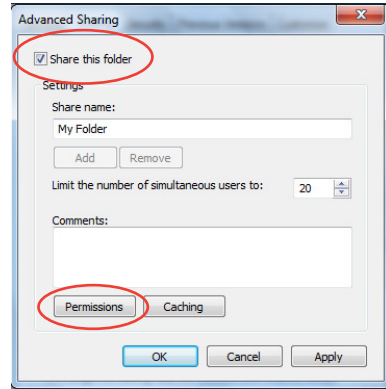 Advanced Sharing
Share this folder
Settings
Share name:
My Folder
Add Remove
Limit the number of simultaneous users to: 20
Comments:
Permissions Caching
OK Cancel Apply